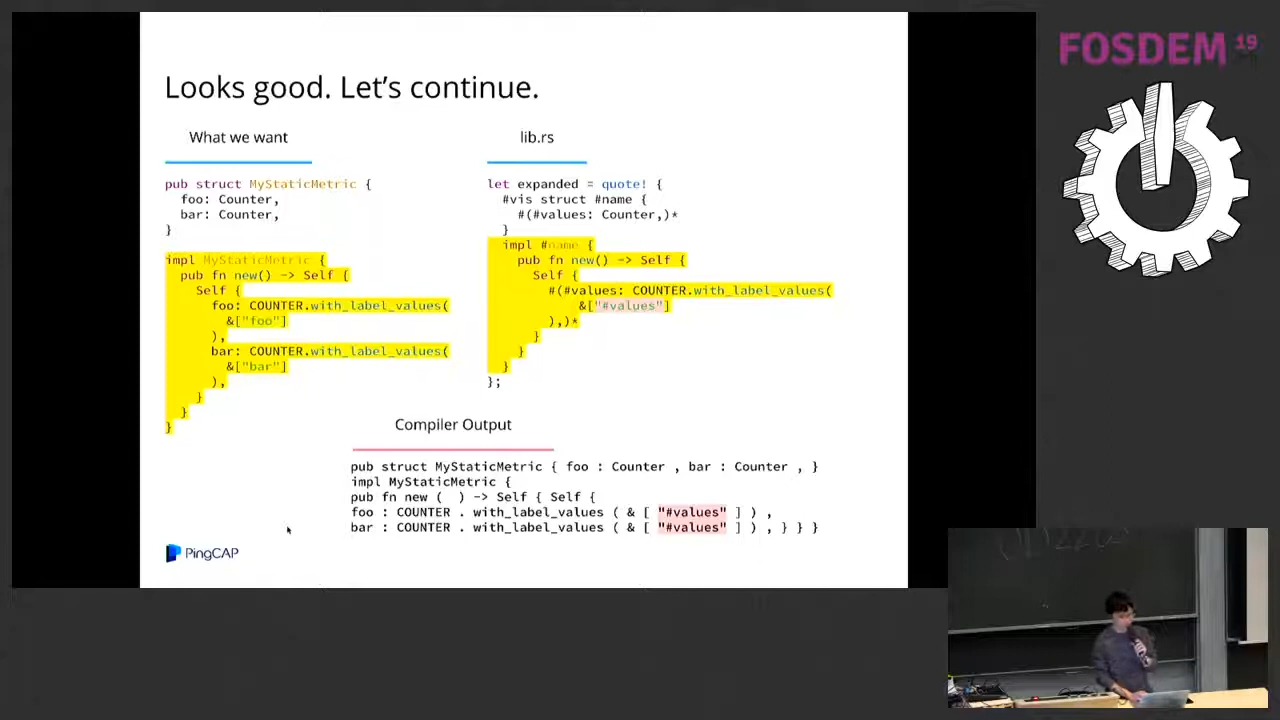 FOSDEM 19
Looks good. Let's continue.
What we want
pub struct MyStaticMetric {
foo: Counter,
bar: Counter,
}
impl MyStaticMetric {
pub fn new() -> Self {
Self {
foo: COUNTER.with_label_values(
&["foo"]
),
bar: COUNTER.with_label_values(
&["bar"]
),
}
}
}
lib.rs
let expanded = quote! {
#vis struct #name {
#(#values: Counter,)*
}
impl #name {
pub fn new() -> Self {
Self {
#(#values: COUNTER.with_label_values(
&["#values"]
),)*
}
}
}
};
Compiler Output
pub struct MyStaticMetric { foo : Counter , bar : Counter , }
impl MyStaticMetric {
pub fn new ( ) -> Self { Self {
foo : COUNTER . with_label_values ( & [ "#values" ] ) ,
bar : COUNTER . with_label_values ( & [ "#values" ] ) , } } }
PingCAP